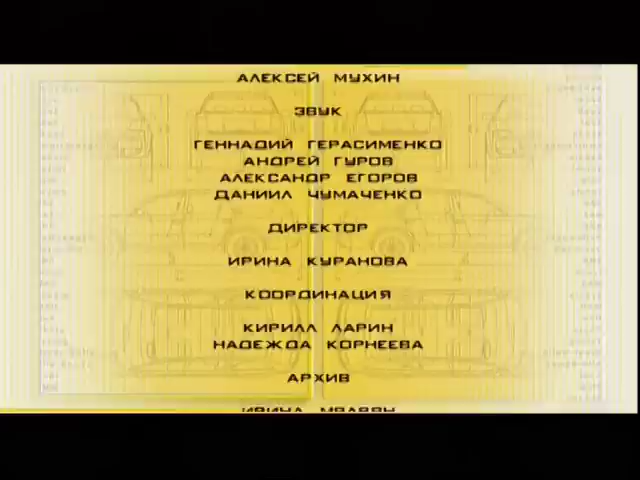 АЛЕКСЕЙ МУХИН
ЗВУК
ГЕННАДИЙ ГЕРАСИМЕНКО
АНДРЕЙ ГУРОВ
АЛЕКСАНДР ЕГОРОВ
ДАНИИЛ ЧУМАЧЕНКО
ДИРЕКТОР
ИРИНА КУРАНОВА
КООРДИНАЦИЯ
КИРИЛЛ ЛАРИН
НАДЕЖДА КОРНЕЕВА
АРХИВ
ИРИНА